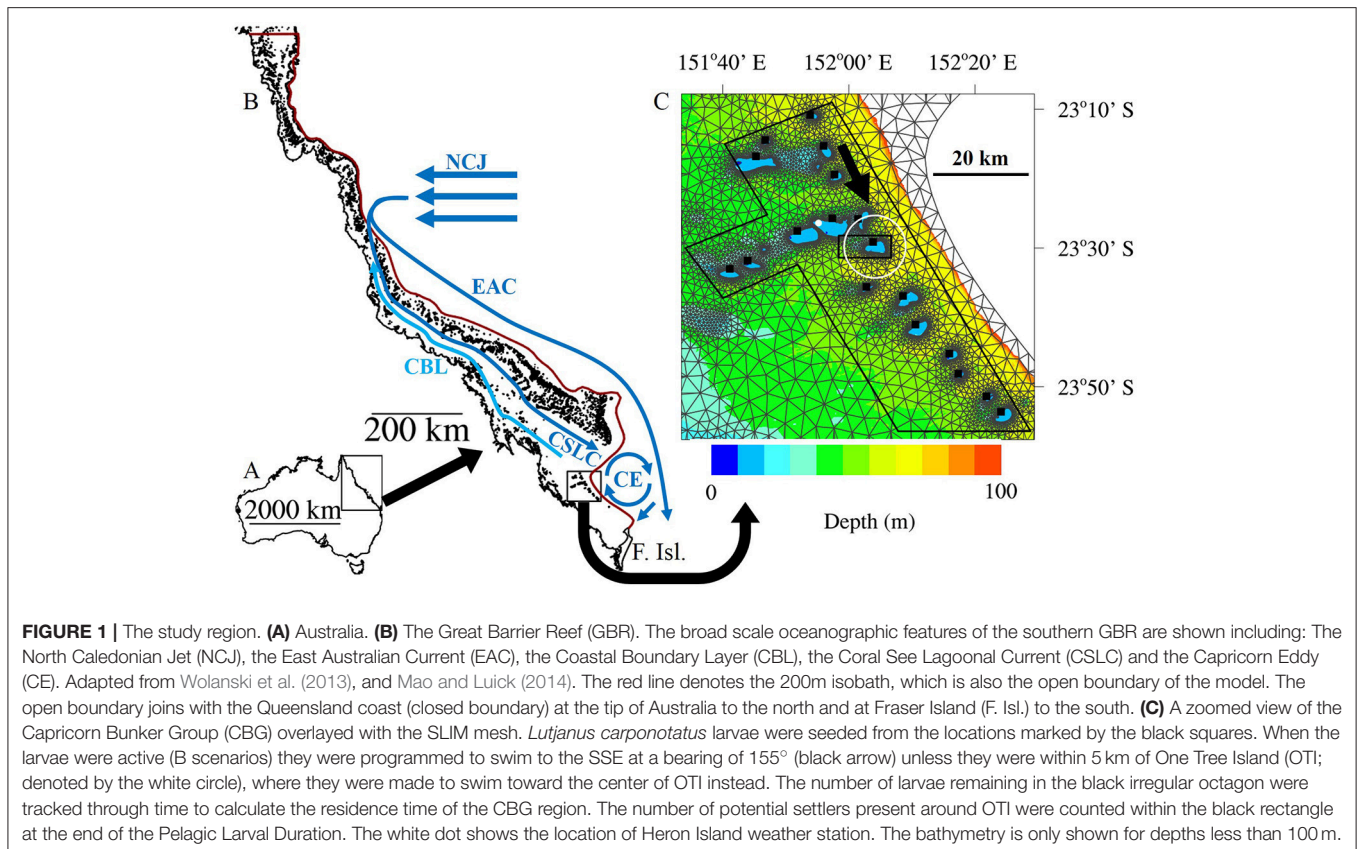 151°40' E 152°00' E 152°20' E
B
C
23°10' S
NCJ
20 km
23°30' S
EAC
CBL
23°50' S
200 km
CSLC
CE
A
2000 km
0 100
Depth (m)
F. Isl.
FIGURE 1 | The study region. (A) Australia. (B) The Great Barrier Reef (GBR). The broad scale oceanographic features of the southern GBR are shown including: The
North Caledonian Jet (NCJ), the East Australian Current (EAC), the Coastal Boundary Layer (CBL), the Coral See Lagoonal Current (CSLC) and the Capricorn Eddy
(CE). Adapted from Wolanski et al. (2013), and Mao and Luick (2014). The red line denotes the 200m isobath, which is also the open boundary of the model. The
open boundary joins with the Queensland coast (closed boundary) at the tip of Australia to the north and at Fraser Island (F. Isl.) to the south. (C) A zoomed view of the
Capricorn Bunker Group (CBG) overlayed with the SLIM mesh. Lutjanus carponotatus larvae were seeded from the locations marked by the black squares. When the
larvae were active (B scenarios) they were programmed to swim to the SSE at a bearing of 155° (black arrow) unless they were within 5 km of One Tree Island (OTI;
denoted by the white circle), where they were made to swim toward the center of OTI instead. The number of larvae remaining in the black irregular octagon were
tracked through time to calculate the residence time of the CBG region. The number of potential settlers present around OTI were counted within the black rectangle
at the end of the Pelagic Larval Duration. The white dot shows the location of Heron Island weather station. The bathymetry is only shown for depths less than 100 m.